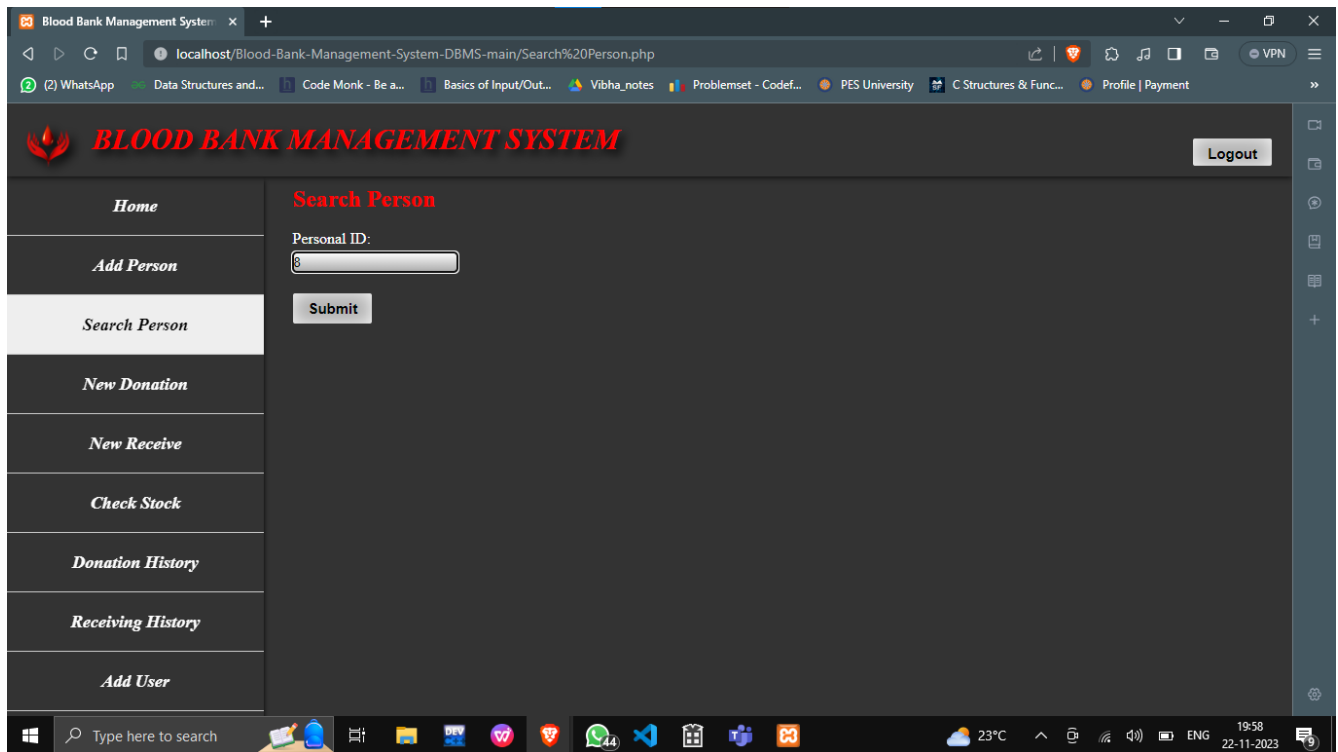 Blood Bank Management System
localhost/Blood-Bank-Management-System-DBMS-main/Search%20Person.php
VPN
(2) WhatsApp
Data Structures and...
Code Monk - Be a...
Basics of Input/Out...
Vibha_notes
Problemset - Codef...
PES University
C Structures & Func...
Profile | Payment
»
BLOOD BANK MANAGEMENT SYSTEM
Logout
Home
Add Person
Search Person
New Donation
New Receive
Check Stock
Donation History
Receiving History
Add User
Search Person
Personal ID:
8
Submit
Type here to search
DEV
44
23°C
ENG
19:58
22-11-2023
9